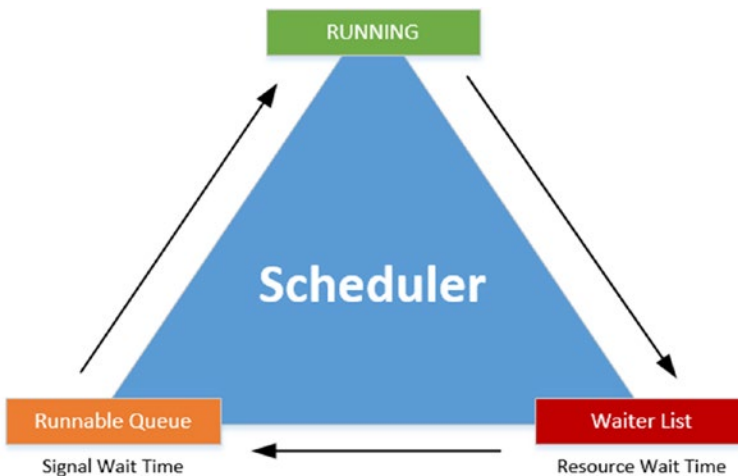 RUNNING
Scheduler
Runnable Queue
Waiter List
Signal Wait Time
Resource Wait Time